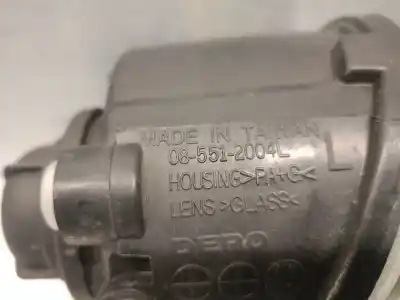 MADE IN TAIWAN
08-551-2004L
L
HOUSING>PA+G<
LENS>GLASS<
DEPO